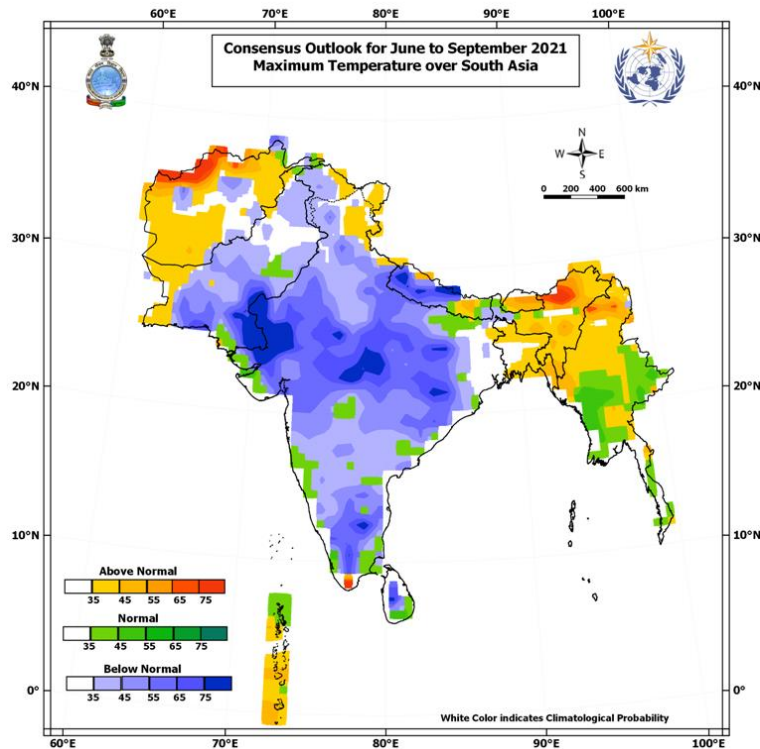 60°E 70°E 80°E 90°E 100°E
Consensus Outlook for June to September 2021
Maximum Temperature over South Asia
40°N 40°N
N
W E
S
0 200 400 600 km
30°N 30°N
20°N 20°N
10°N 10°N
Above Normal
35 45 55 65 75
Normal
35 45 55 65 75
Below Normal
35 45 55 65 75
0° 0°
White Color indicates Climatological Probability
60°E 70°E 80°E 90°E 100°E